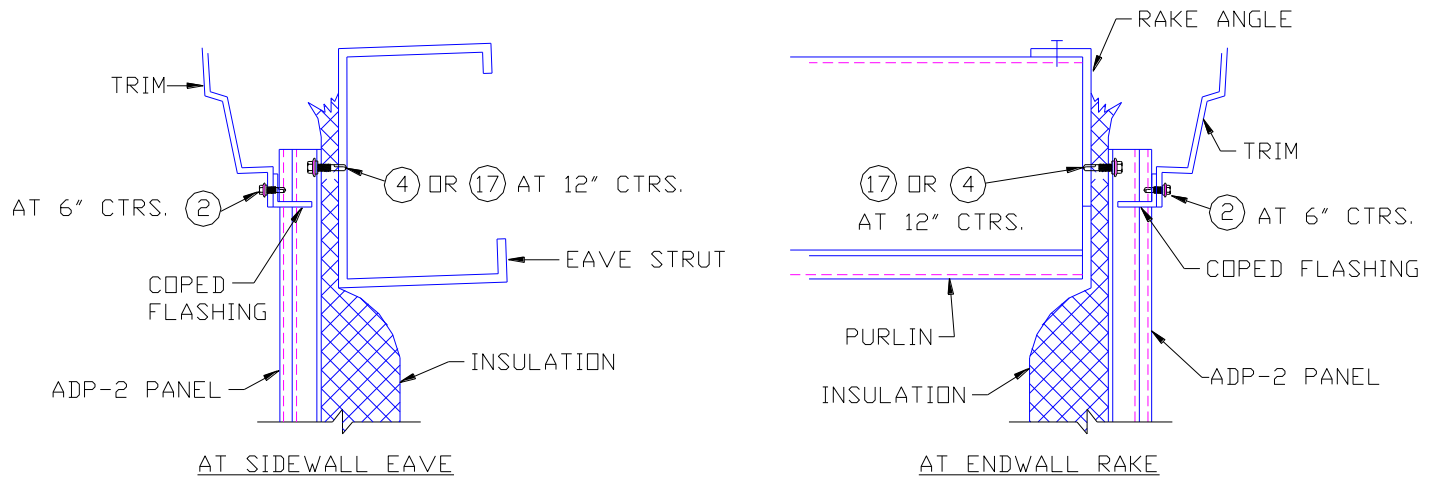 TRIM
4 OR 17 AT 12" CTRS.
AT 6" CTRS. 2
EAVE STRUT
COPED
FLASHING
INSULATION
ADP-2 PANEL
AT SIDEWALL EAVE
RAKE ANGLE
TRIM
17 OR 4
AT 12" CTRS.
2 AT 6" CTRS.
COPED FLASHING
PURLIN
ADP-2 PANEL
INSULATION
AT ENDWALL RAKE